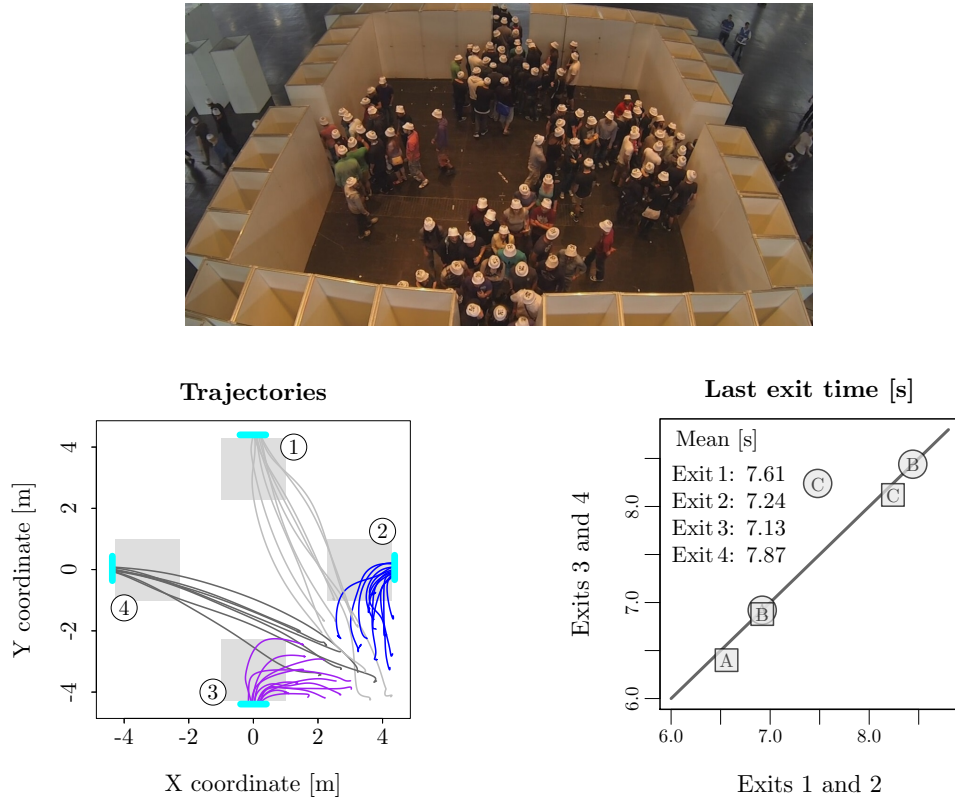 Trajectories
Y coordinate [m]
4
2
0
-2
-4
1
2
3
4
-4
-2
0
2
4
X coordinate [m]
Last exit time [s]
Exits 3 and 4
8.0
7.0
6.0
Mean [s]
Exit 1: 7.61
Exit 2: 7.24
Exit 3: 7.13
Exit 4: 7.87
B
C
C
B
A
6.0
7.0
8.0
Exits 1 and 2